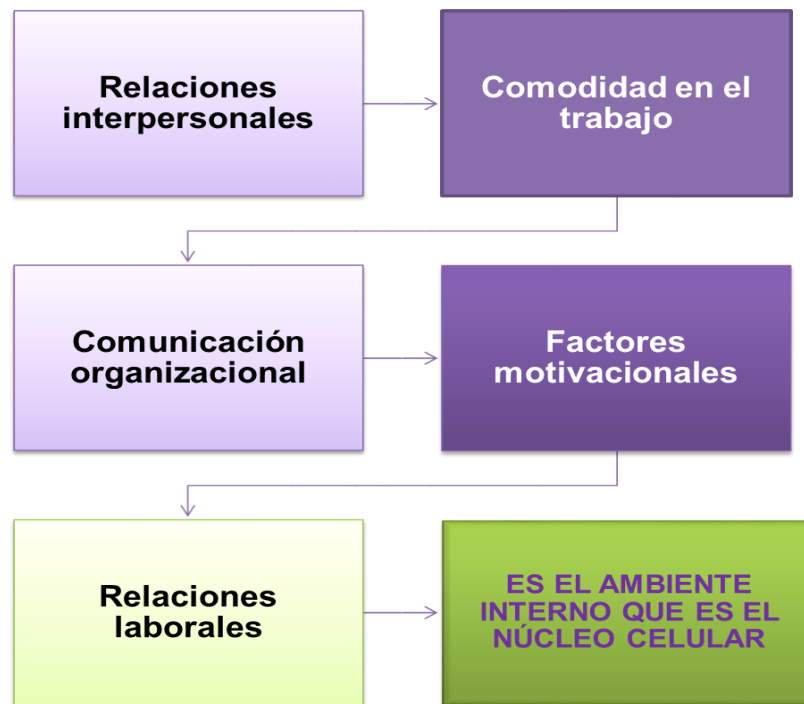 Relaciones
interpersonales
Comodidad en el
trabajo
Comunicación
organizacional
Factores
motivacionales
Relaciones
laborales
ES EL AMBIENTE
INTERNO QUE ES EL
NÚCLEO CELULAR